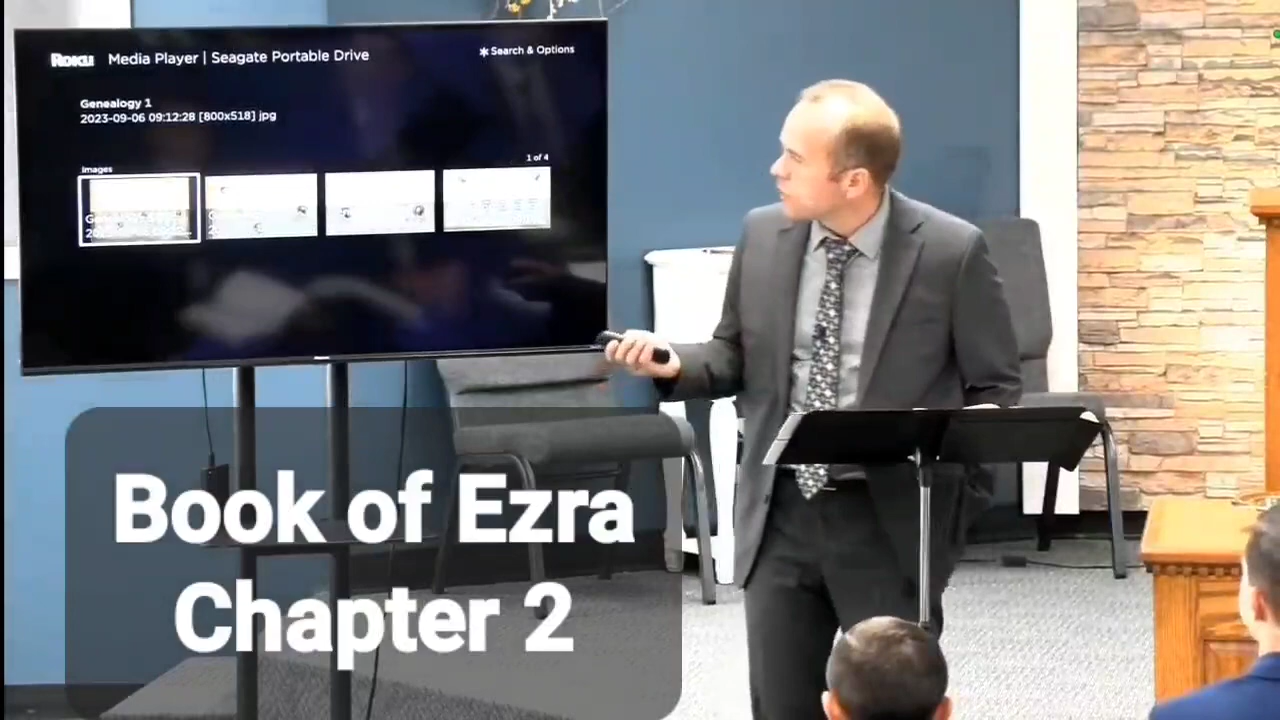 Roku Media Player | Seagate Portable Drive
✱ Search & Options
Genealogy 1
2023-09-06 09:12:28 [800x518] jpg
1 of 4
Images
Book of Ezra
Chapter 2